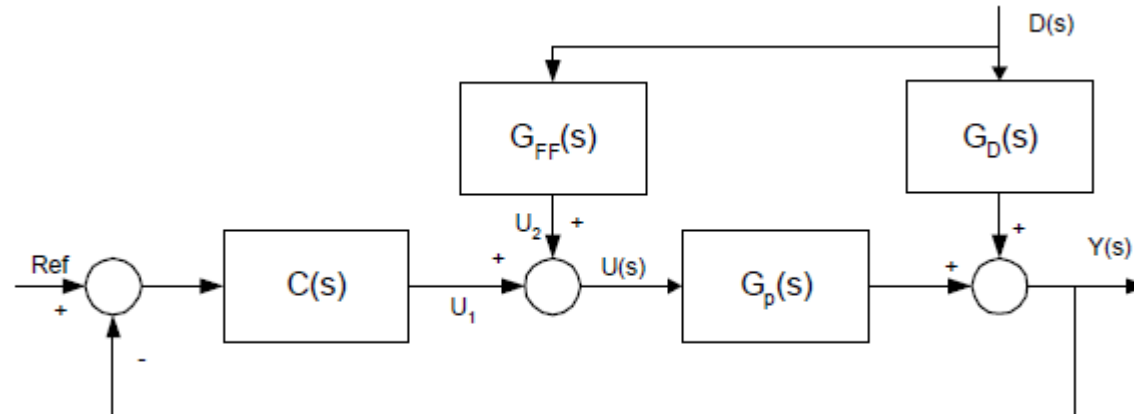 D(s)
G_FF(s)
G_D(s)
U_2
+
+
Ref
+
-
C(s)
U_1
+
U(s)
G_p(s)
+
Y(s)